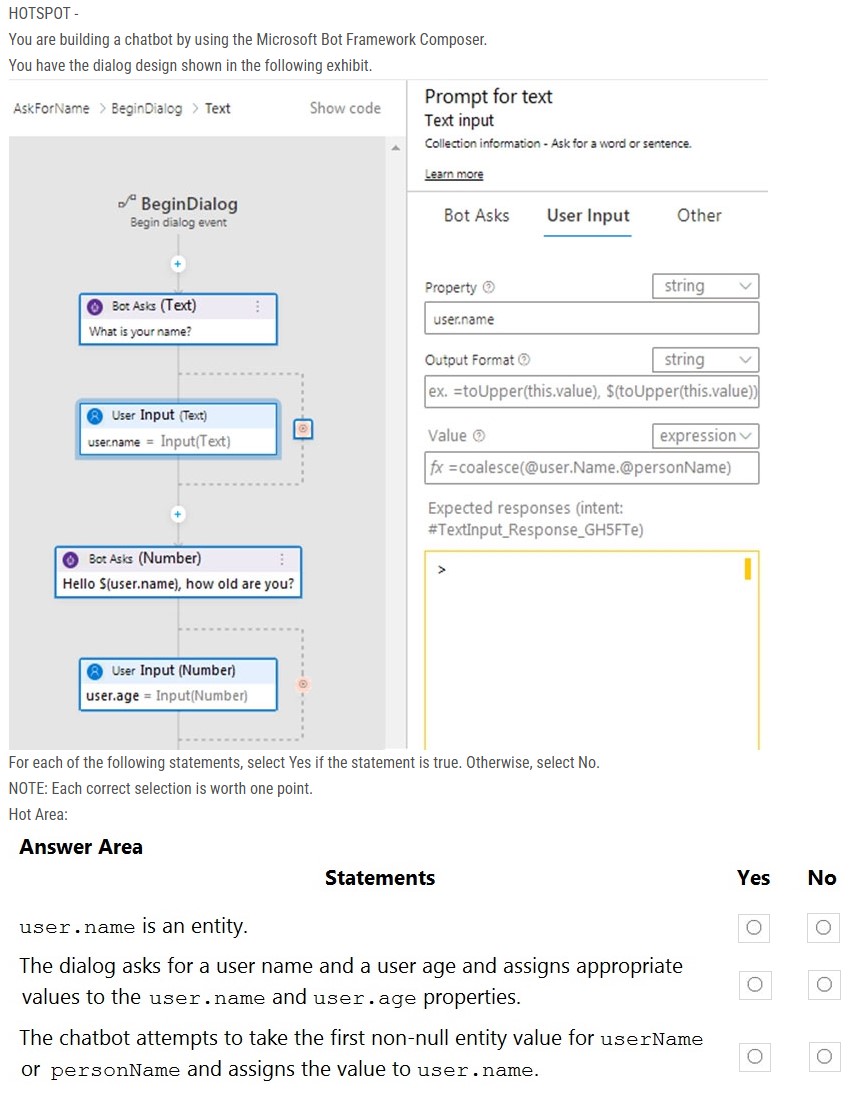 HOTSPOT -
You are building a chatbot by using the Microsoft Bot Framework Composer.
You have the dialog design shown in the following exhibit.
AskForName > BeginDialog > Text
Show code
BeginDialog
Begin dialog event
+
Bot Asks (Text)
What is your name?
User Input (Text)
user.name = Input(Text)
+
Bot Asks (Number)
Hello $(user.name), how old are you?
User Input (Number)
user.age = Input(Number)
Prompt for text
Text input
Collection information - Ask for a word or sentence.
Learn more
Bot Asks User Input Other
Property ? string
user.name
Output Format ? string
ex. =toUpper(this.value), $(toUpper(this.value))
Value ? expression
fx =coalesce(@user.Name.@personName)
Expected responses (intent:
#TextInput_Response_GH5FTe)
>
For each of the following statements, select Yes if the statement is true. Otherwise, select No.
NOTE: Each correct selection is worth one point.
Hot Area:
Answer Area
Statements Yes No
user.name is an entity.
The dialog asks for a user name and a user age and assigns appropriate
values to the user.name and user.age properties.
The chatbot attempts to take the first non-null entity value for userName
or personName and assigns the value to user.name.